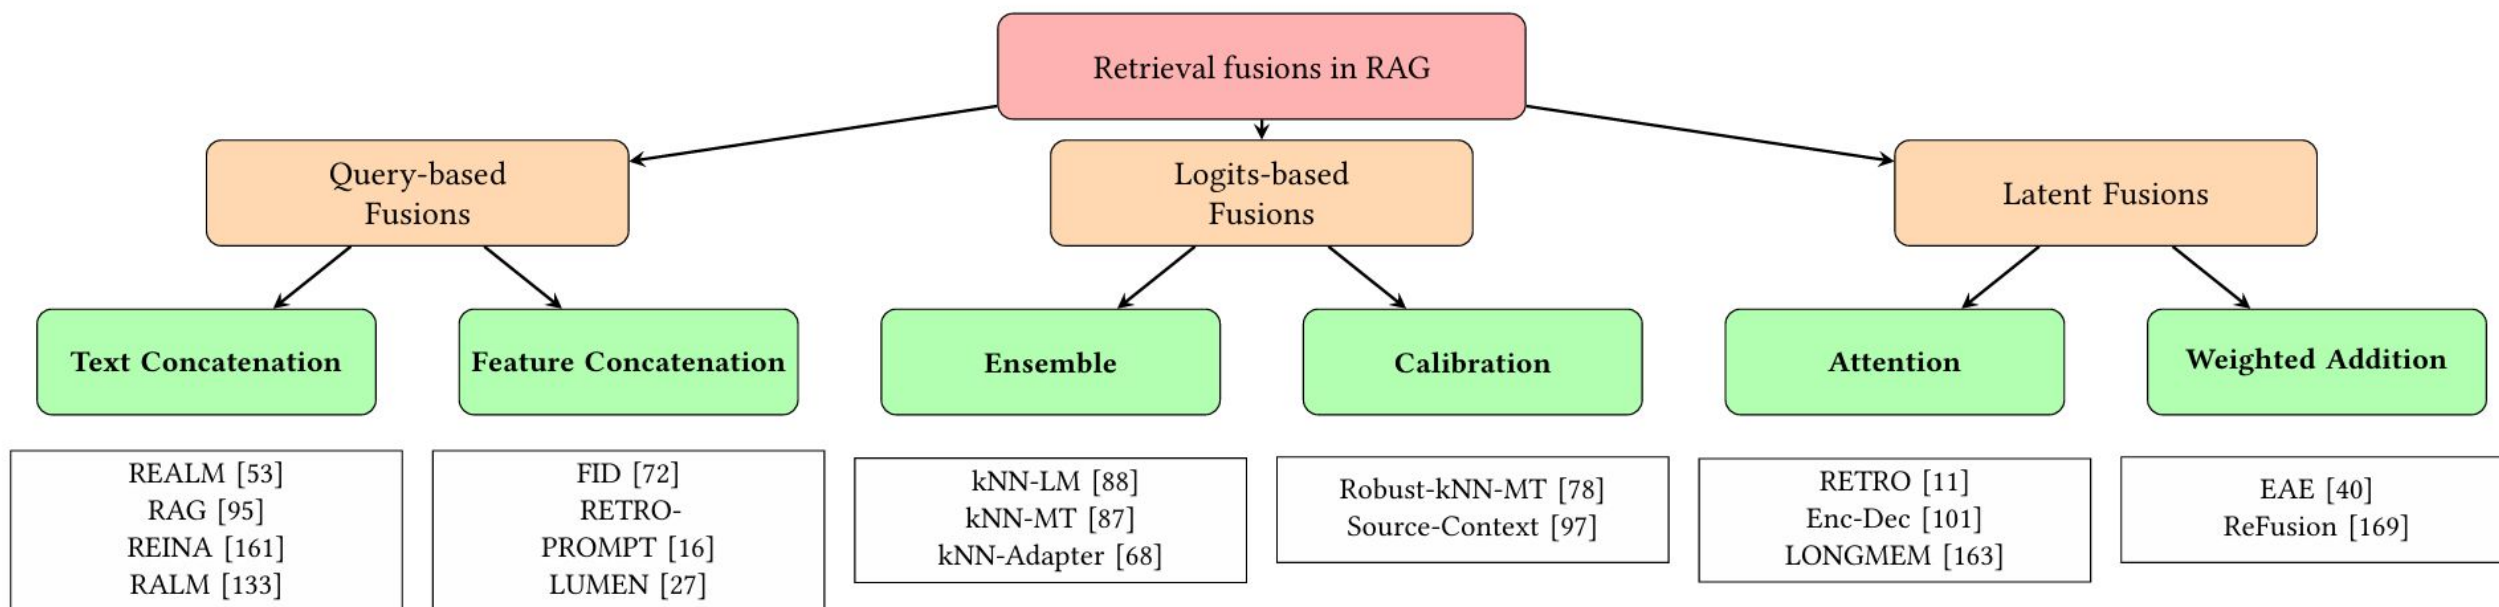 Retrieval fusions in RAG
Query-based
Fusions
Logits-based
Fusions
Latent Fusions
Text Concatenation
Feature Concatenation
Ensemble
Calibration
Attention
Weighted Addition
REALM [53]
RAG [95]
REINA [161]
RALM [133]
FID [72]
RETRO-
PROMPT [16]
LUMEN [27]
kNN-LM [88]
kNN-MT [87]
kNN-Adapter [68]
Robust-kNN-MT [78]
Source-Context [97]
RETRO [11]
Enc-Dec [101]
LONGMEM [163]
EAE [40]
ReFusion [169]